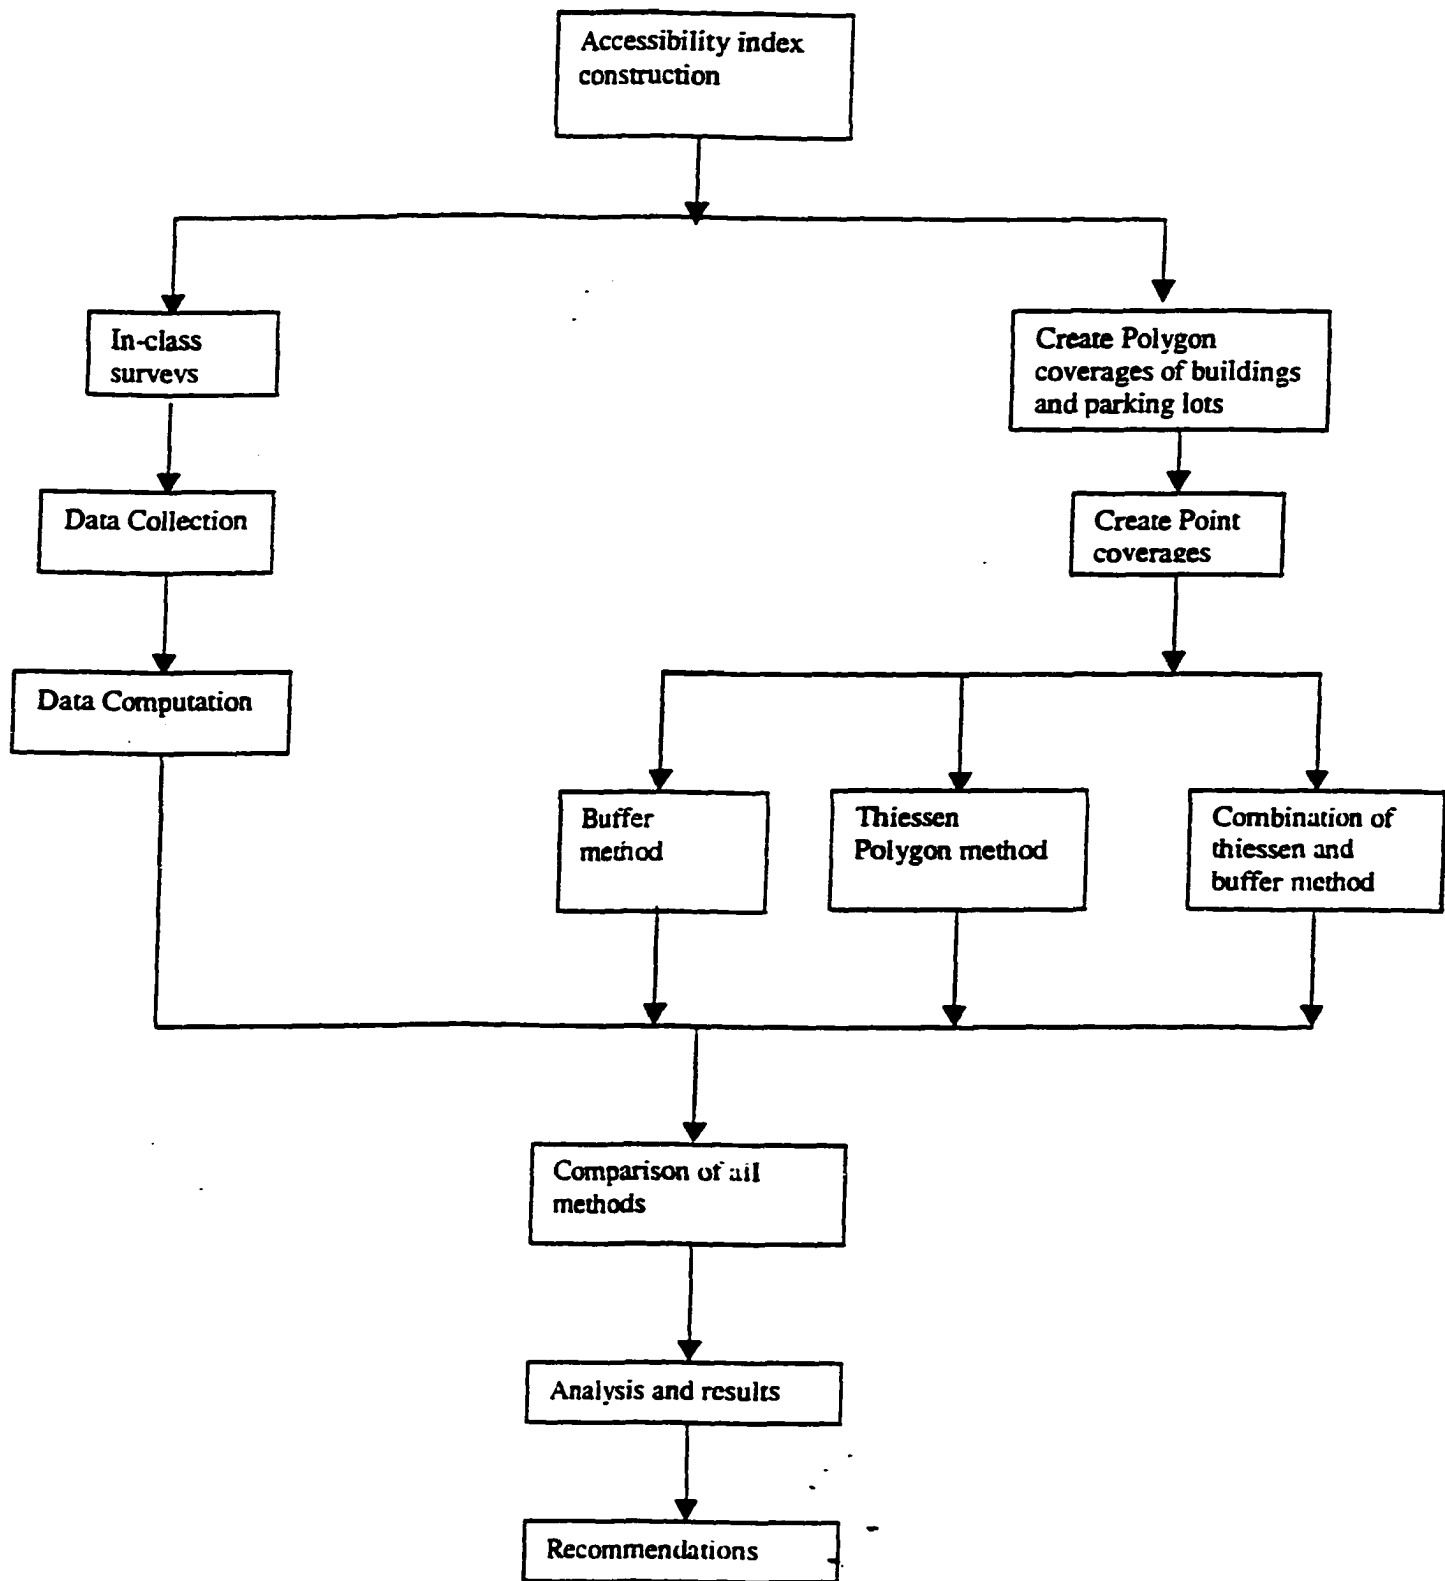 Accessibility index
construction
In-class
surveys
Create Polygon
coverages of buildings
and parking lots
Data Collection
Create Point
coverages
Data Computation
Buffer
method
Thiessen
Polygon method
Combination of
thiessen and
buffer method
Comparison of all
methods
Analysis and results
Recommendations